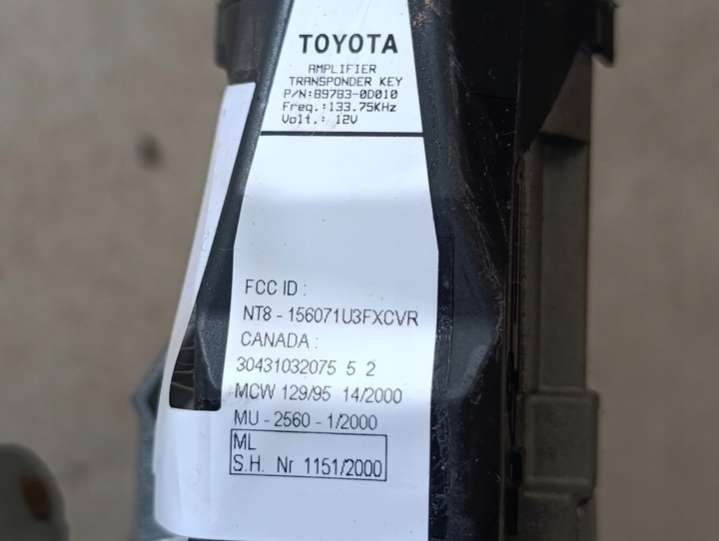 TOYOTA
AMPLIFIER
TRANSPONDER KEY
P/N:89783-0D010
Freq.:133.75KHz
Volt.: 12V
FCC ID :
NT8 - 156071U3FXCVR
CANADA :
30431032075 5 2
MCW 129/95 14/2000
MU - 2560 - 1/2000
ML
S.H. Nr 1151/2000